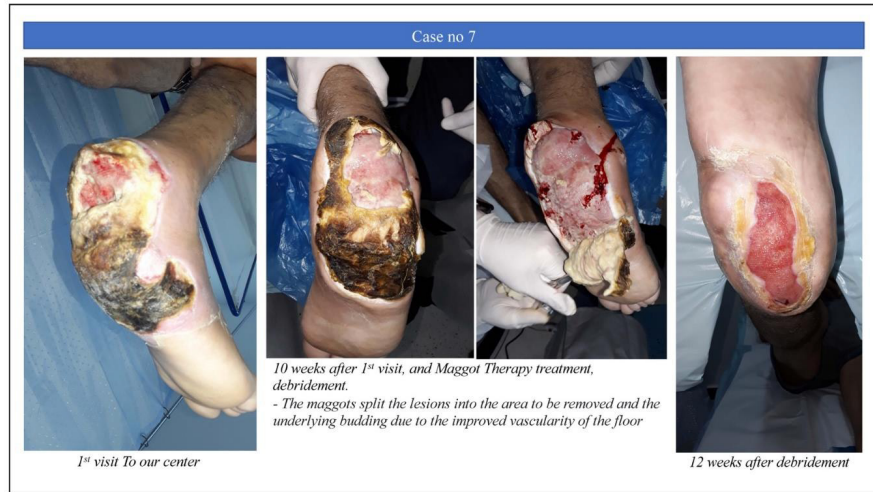 Case no 7
10 weeks after 1st visit, and Maggot Therapy treatment,
debridement.
- The maggots split the lesions into the area to be removed and the
underlying budding due to the improved vascularity of the floor
1st visit To our center
12 weeks after debridement